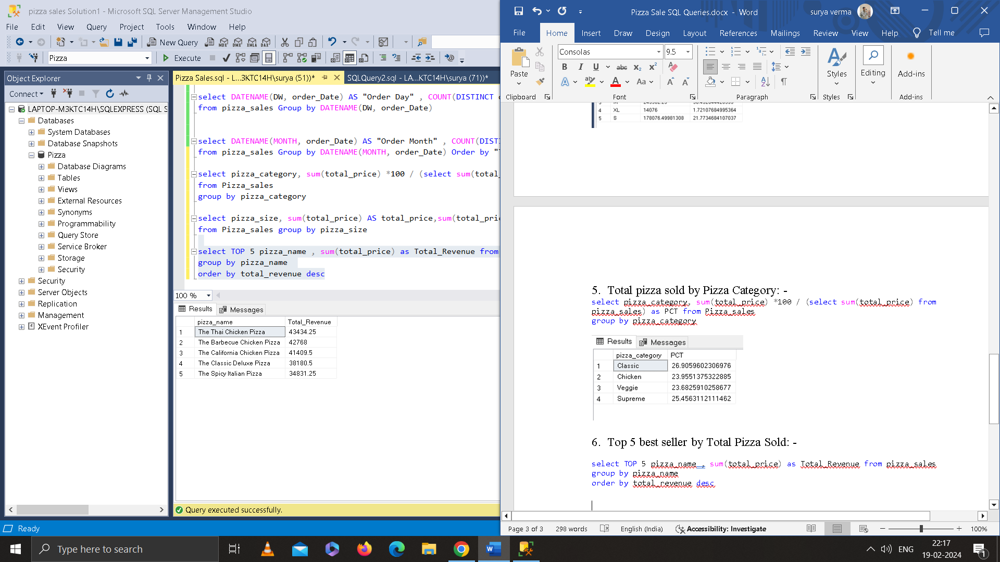 pizza sales Solution1 - Microsoft SQL Server Management Studio
File Edit View Query Project Tools Window Help
New Query
Pizza
Execute
Object Explorer
Connect
LAPTOP-M3KTC14H\SQLEXPRESS (SQL S
Databases
System Databases
Database Snapshots
Pizza
Database Diagrams
Tables
Views
External Resources
Synonyms
Programmability
Query Store
Service Broker
Storage
Security
Security
Server Objects
Replication
Management
XEvent Profiler
Pizza Sales.sql - L...3KTC14H\surya (51))*
SQLQuery2.sql - LA...KTC14H\surya (71))*
select DATENAME(DW, order_Date) AS "Order Day" , COUNT(DISTINCT
from pizza_sales Group by DATENAME(DW, order_Date)
select DATENAME(MONTH, order_Date) AS "Order Month" , COUNT(DISTI
from pizza_sales Group by DATENAME(MONTH, order_Date) Order by "
select pizza_category, sum(total_price) *100 / (select sum(total_
from Pizza_sales
group by pizza_category
select pizza_size, sum(total_price) AS total_price,sum(total_pric
from Pizza_sales group by pizza_size
select TOP 5 pizza_name , sum(total_price) as Total_Revenue from
group by pizza_name
order by total_revenue desc
100 %
Results Messages
pizza_name Total_Revenue
1 The Thai Chicken Pizza 43434.25
2 The Barbecue Chicken Pizza 42768
3 The California Chicken Pizza 41409.5
4 The Classic Deluxe Pizza 38180.5
5 The Spicy Italian Pizza 34831.25
Query executed successfully.
Ready
Pizza Sale SQL Queries.docx - Word
surya verma
File Home Insert Draw Design Layout References Mailings Review View Help Tell me
Paste
Consolas 9.5
Styles
Editing
Add-ins
Clipboard Font Paragraph Styles Add-ins
4 XL 14076 1.72107684995364
5 S 178076.49981308 21.7734684107037
5. Total pizza sold by Pizza Category: -
select pizza_category, sum(total_price) *100 / (select sum(total_price) from
pizza_sales) as PCT from Pizza_sales
group by pizza_category
Results Messages
pizza_category PCT
1 Classic 26.9059602306976
2 Chicken 23.9551375322885
3 Veggie 23.6825910258677
4 Supreme 25.4563112111462
6. Top 5 best seller by Total Pizza Sold: -
select TOP 5 pizza_name , sum(total_price) as Total_Revenue from pizza_sales
group by pizza_name
order by total_revenue desc
Page 3 of 3 298 words English (India) Accessibility: Investigate 100%
Type here to search
ENG
22:17
19-02-2024
1